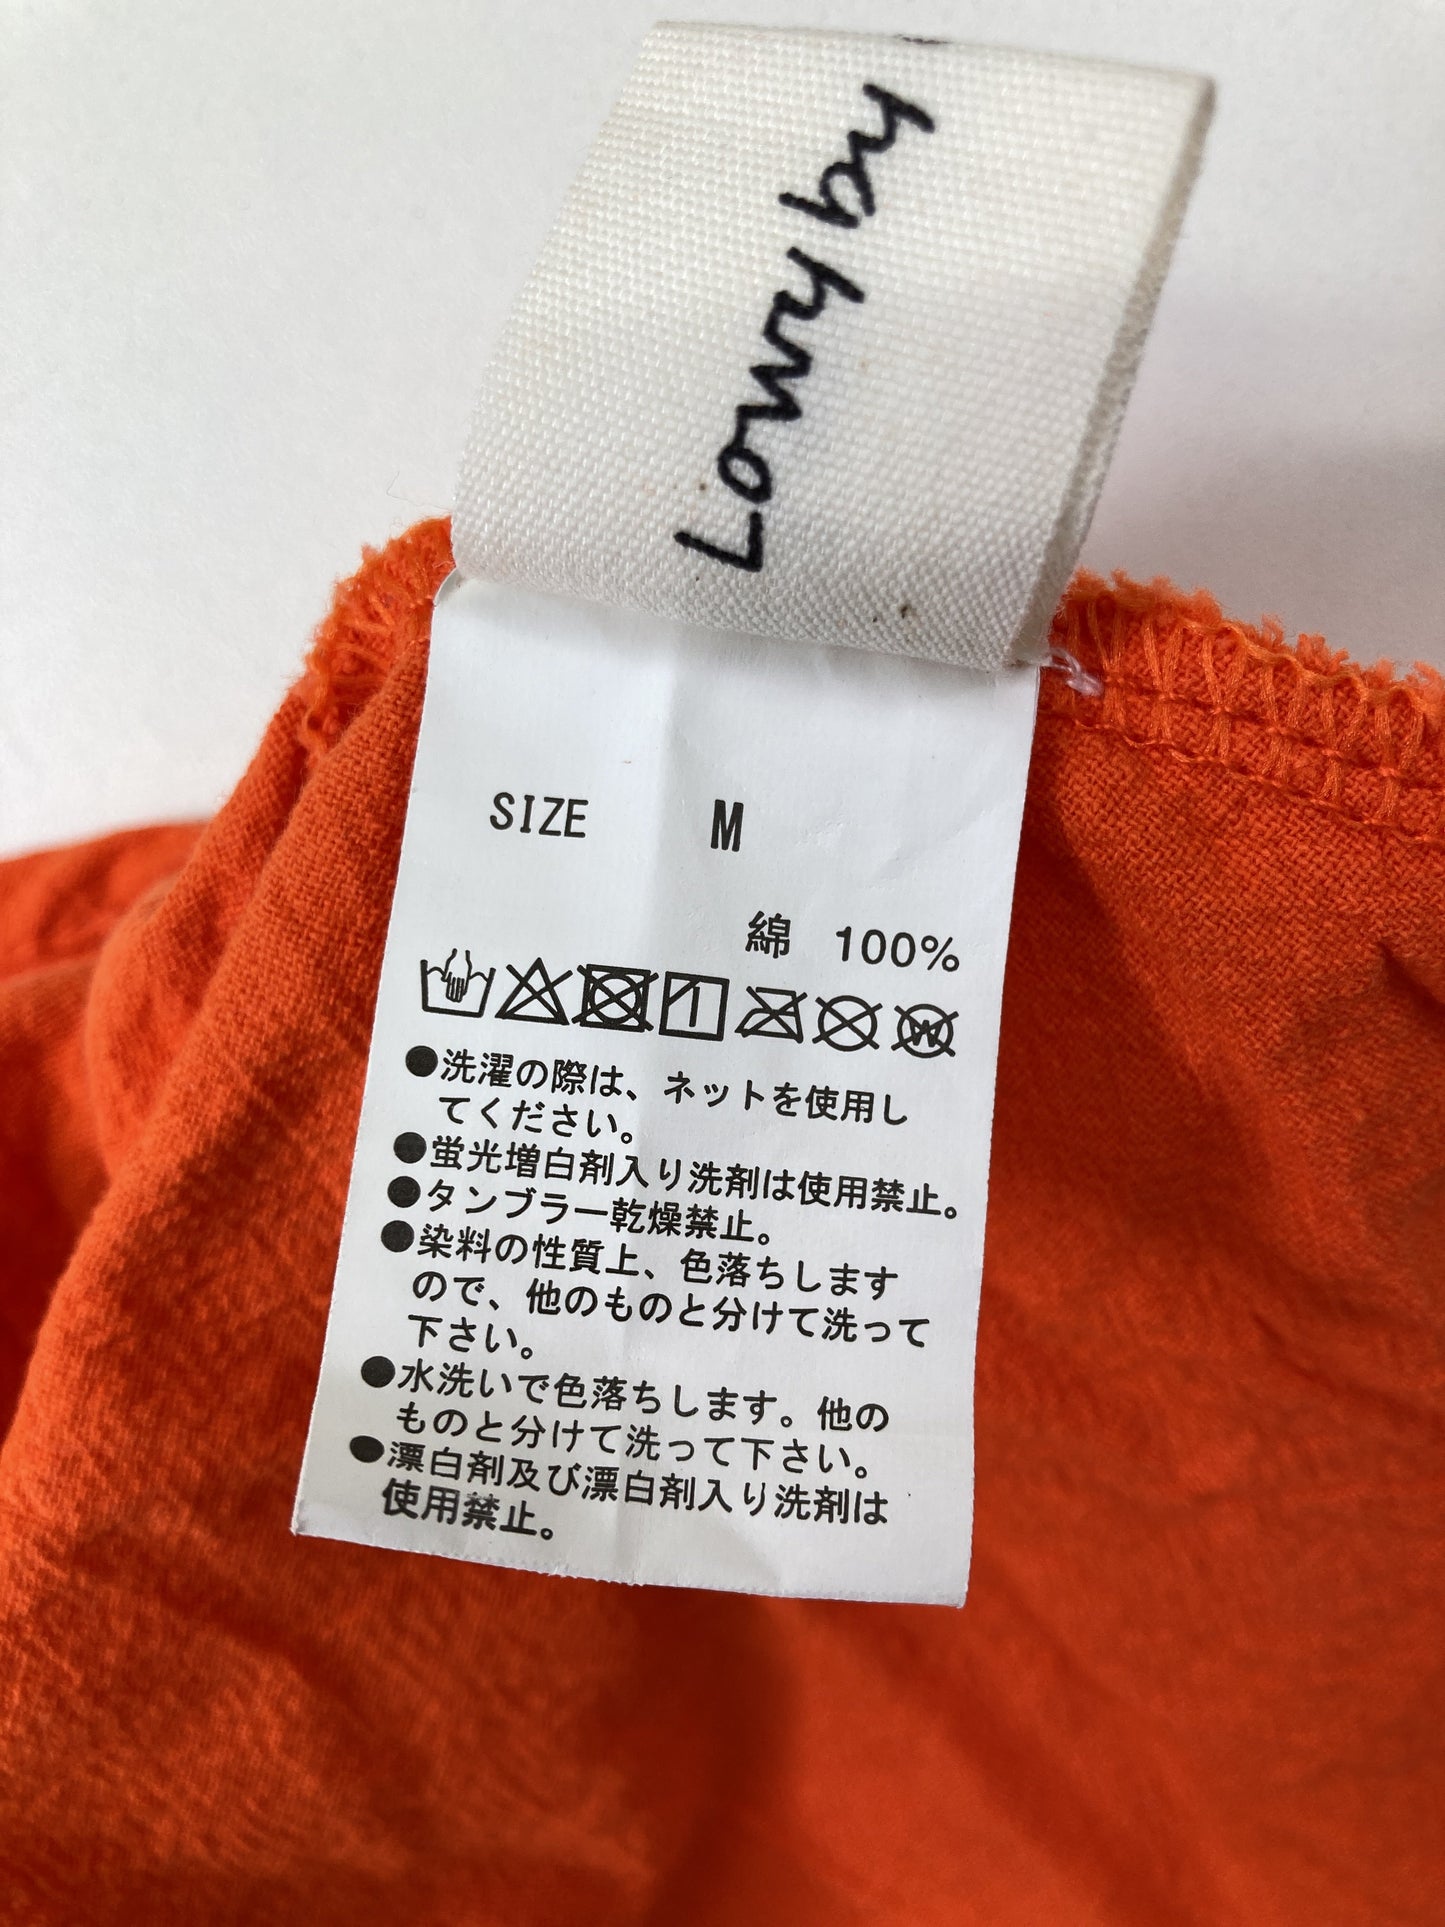 Lowy by
SIZE M
綿 100%
●洗濯の際は、ネットを使用し
てください。
●蛍光増白剤入り洗剤は使用禁止。
●タンブラー乾燥禁止。
●染料の性質上、色落ちします
ので、他のものと分けて洗って
下さい。
●水洗いで色落ちします。他の
ものと分けて洗って下さい。
●漂白剤及び漂白剤入り洗剤は
使用禁止。